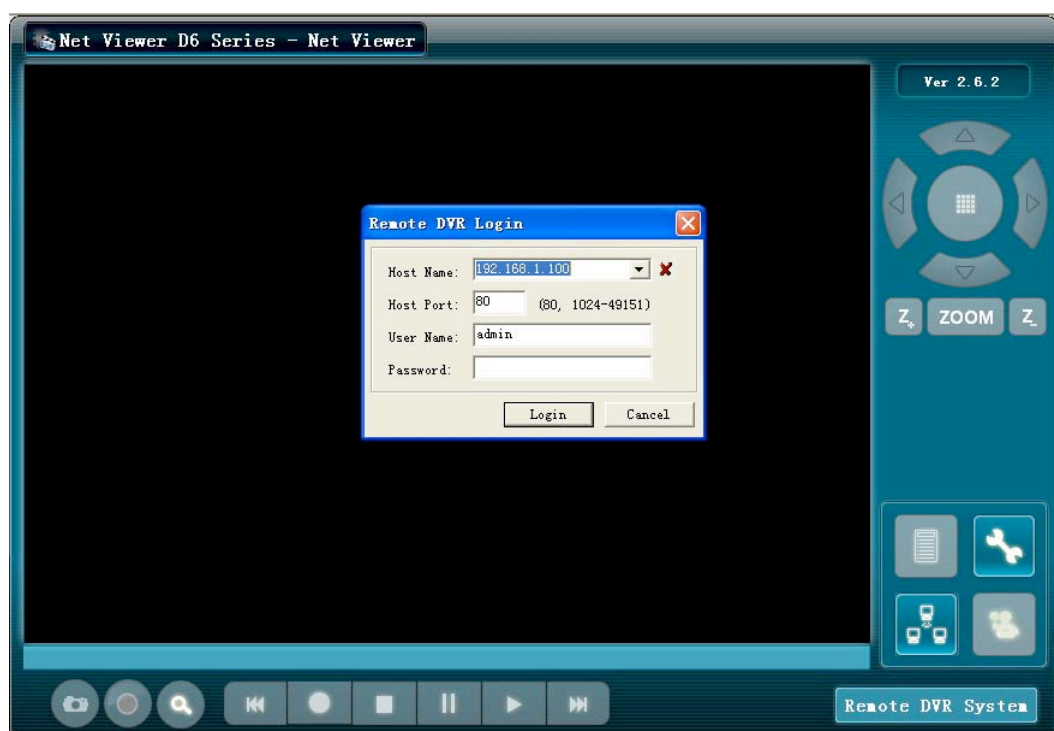 Net Viewer D6 Series - Net Viewer
Ver 2.6.2
Remote DVR Login
Host Name: 192.168.1.100
Host Port: 80 (80, 1024-49151)
User Name: admin
Password:
Login Cancel
Z+ ZOOM Z-
Remote DVR System